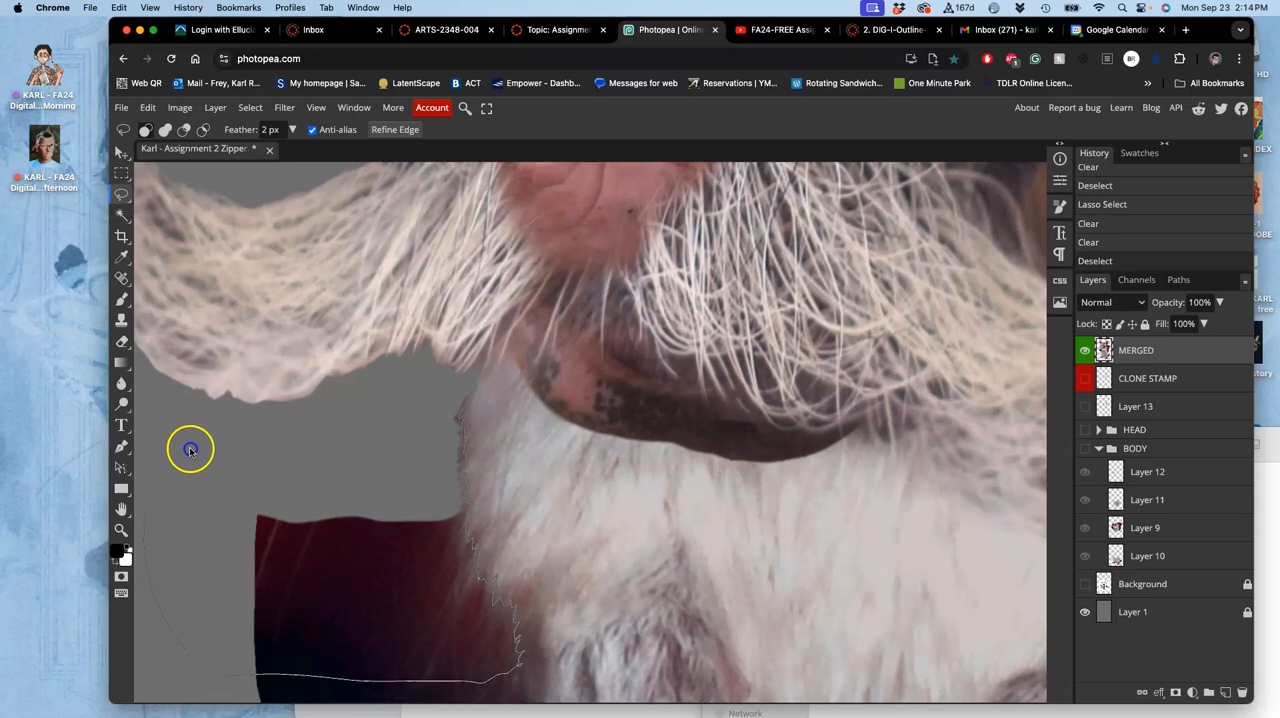 Chrome File Edit View History Bookmarks Profiles Tab Window Help 167d Mon Sep 23 2:14 PM
Login with Ellucia Inbox ARTS-2348-004 Topic: Assignme Photopea | Online FA24-FREE Assig 2. DIG-I-Outline- Inbox (271) - kar Google Calendar
photopea.com
Web QR Mail - Frey, Karl R... My homepage | Sa... LatentScape ACT Empower - Dashb... Messages for web Reservations | YM... Rotating Sandwich... One Minute Park TDLR Online Licen... All Bookmarks
File Edit Image Layer Select Filter View Window More Account About Report a bug Learn Blog API
Feather: 2 px Anti-alias Refine Edge
Karl - Assignment 2 Zipper *
KARL - FA24
Digital...Morning
KARL - FA24
Digital...fternoon
History Swatches
Clear
Deselect
Lasso Select
Clear
Clear
Deselect
CSS
Layers Channels Paths
Normal Opacity: 100%
Lock: Fill: 100%
MERGED
CLONE STAMP
Layer 13
HEAD
BODY
Layer 12
Layer 11
Layer 9
Layer 10
Background
Layer 1
eff
Network